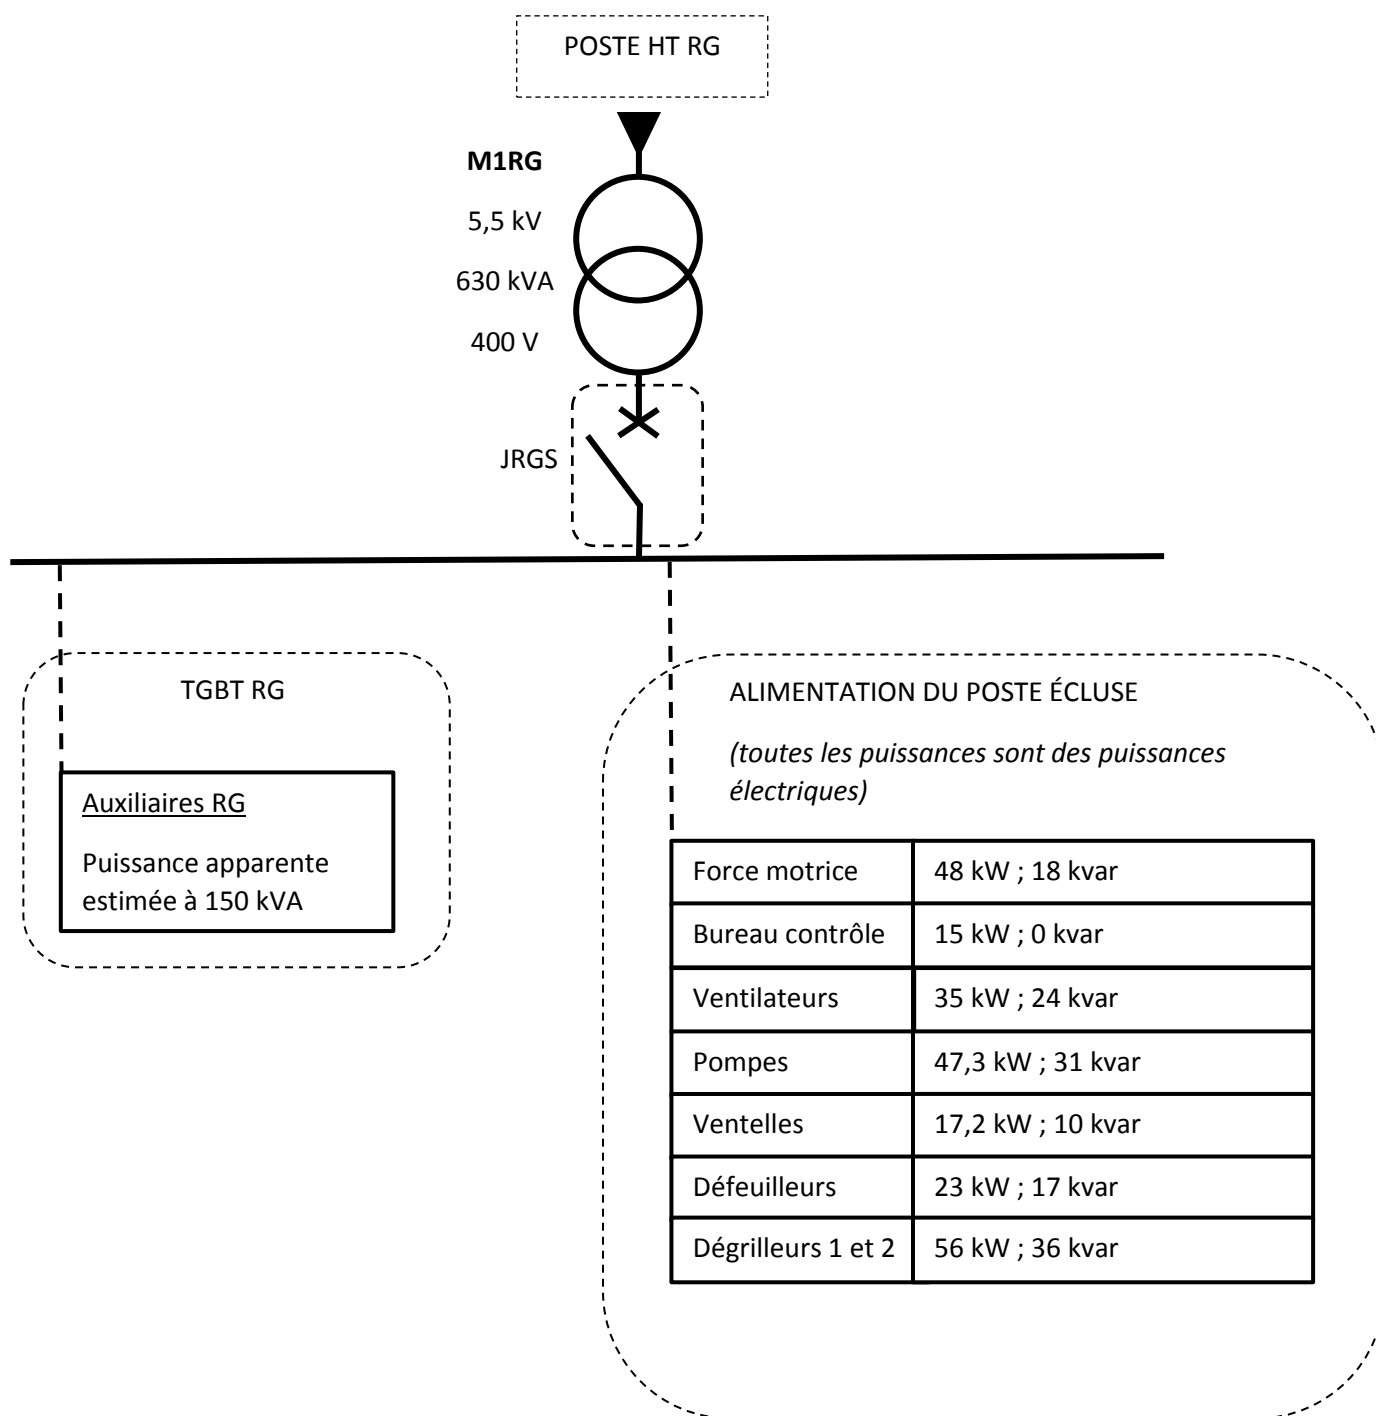 POSTE HT RG
M1RG
5,5 kV
630 kVA
400 V
JRGS
TGBT RG
Auxiliaires RG
Puissance apparente
estimée à 150 kVA
ALIMENTATION DU POSTE ÉCLUSE
(toutes les puissances sont des puissances
électriques)
Force motrice 48 kW ; 18 kvar
Bureau contrôle 15 kW ; 0 kvar
Ventilateurs 35 kW ; 24 kvar
Pompes 47,3 kW ; 31 kvar
Ventelles 17,2 kW ; 10 kvar
Défeuilleurs 23 kW ; 17 kvar
Dégrilleurs 1 et 2 56 kW ; 36 kvar